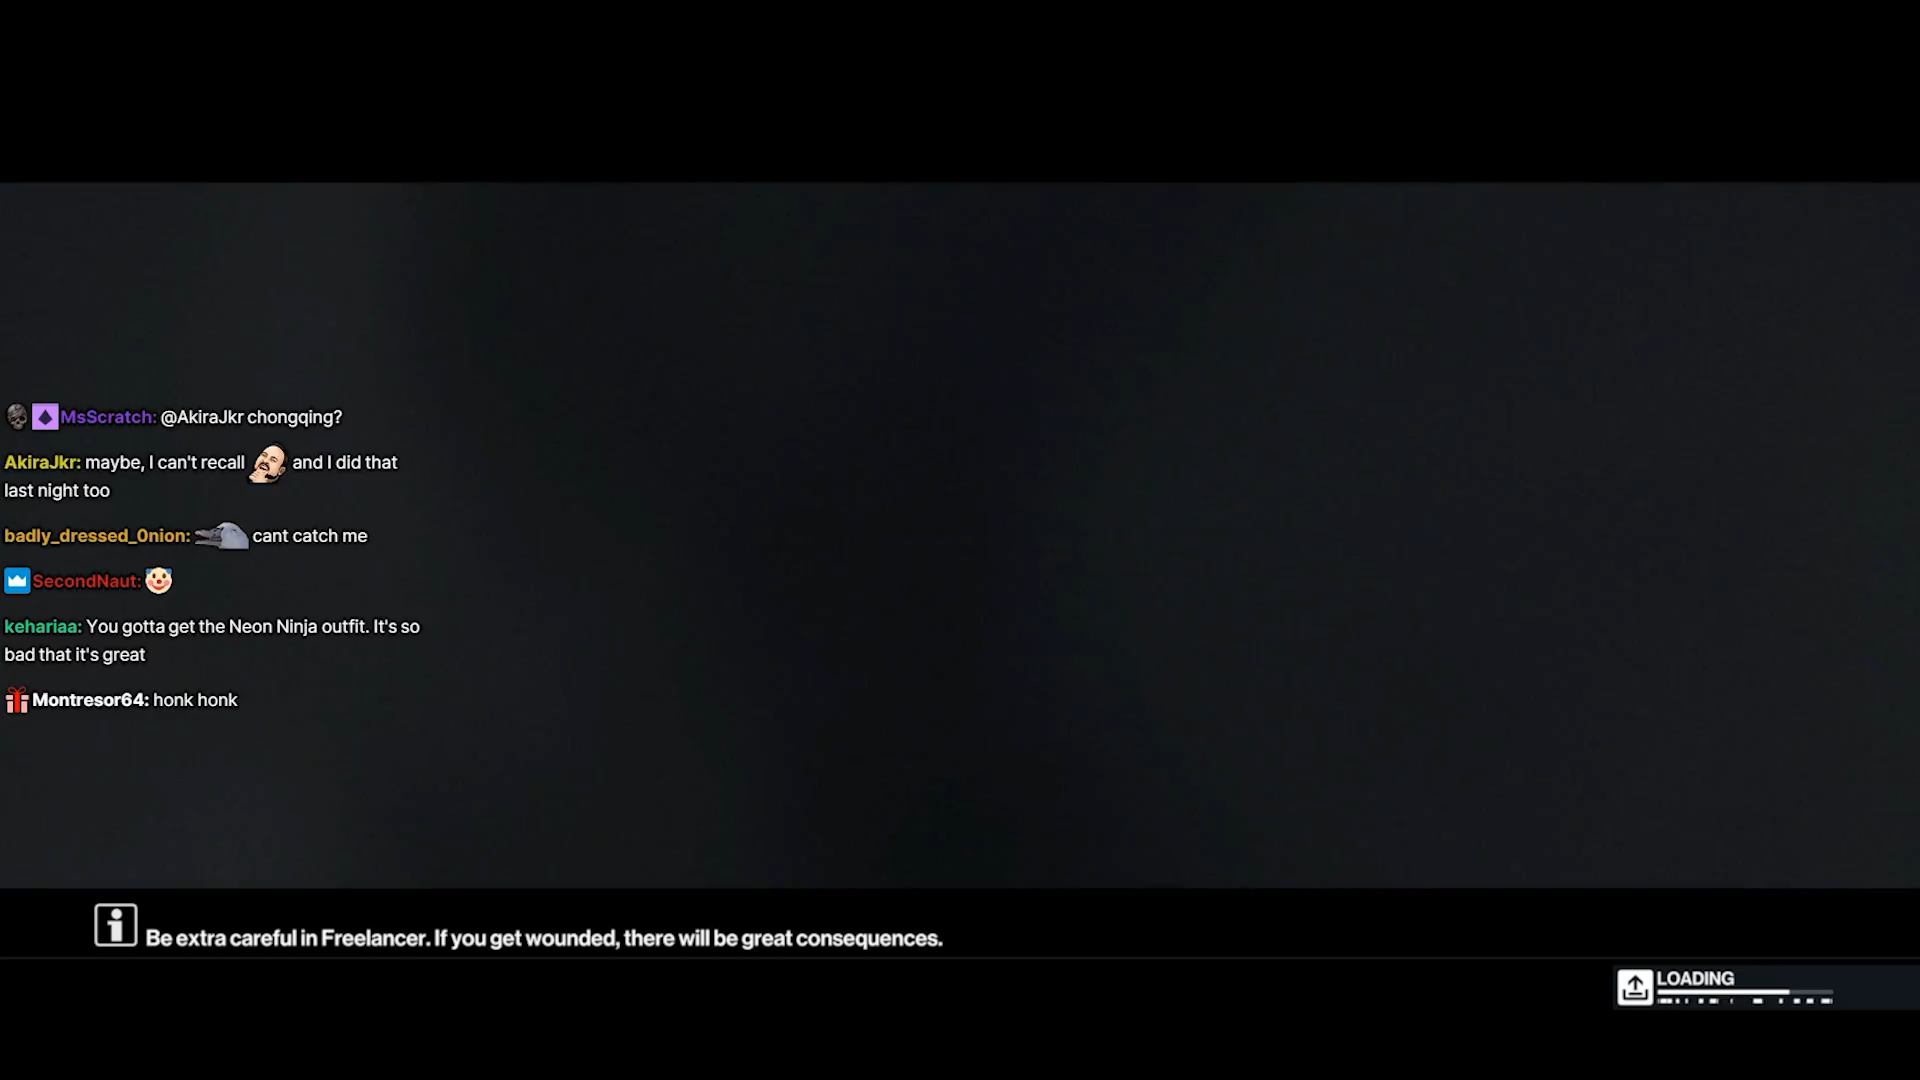 MsScratch: @AkiraJkr chongqing?
AkiraJkr: maybe, I can't recall and I did that
last night too
badly_dressed_0nion: cant catch me
SecondNaut:
kehariaa: You gotta get the Neon Ninja outfit. It's so
bad that it's great
Montresor64: honk honk
Be extra careful in Freelancer. If you get wounded, there will be great consequences.
LOADING